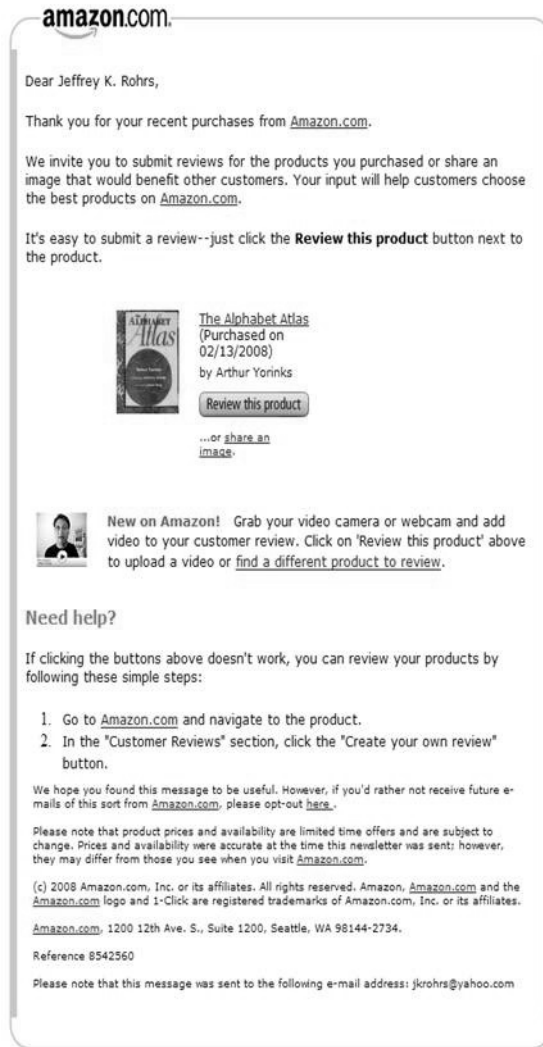 amazon.com.
Dear Jeffrey K. Rohrs,
Thank you for your recent purchases from Amazon.com.
We invite you to submit reviews for the products you purchased or share an
image that would benefit other customers. Your input will help customers choose
the best products on Amazon.com.
It's easy to submit a review--just click the Review this product button next to
the product.
ALPHABET
Atlas
The Alphabet Atlas
(Purchased on
02/13/2008)
by Arthur Yorinks
Review this product
...or share an
image.
New on Amazon! Grab your video camera or webcam and add
video to your customer review. Click on 'Review this product' above
to upload a video or find a different product to review.
Need help?
If clicking the buttons above doesn't work, you can review your products by
following these simple steps:
1. Go to Amazon.com and navigate to the product.
2. In the "Customer Reviews" section, click the "Create your own review"
button.
We hope you found this message to be useful. However, if you'd rather not receive future e-
mails of this sort from Amazon.com, please opt-out here .
Please note that product prices and availability are limited time offers and are subject to
change. Prices and availability were accurate at the time this newsletter was sent; however,
they may differ from those you see when you visit Amazon.com.
(c) 2008 Amazon.com, Inc. or its affiliates. All rights reserved. Amazon, Amazon.com and the
Amazon.com logo and 1-Click are registered trademarks of Amazon.com, Inc. or its affiliates.
Amazon.com, 1200 12th Ave. S., Suite 1200, Seattle, WA 98144-2734.
Reference 8542560
Please note that this message was sent to the following e-mail address: jkrohrs@yahoo.com